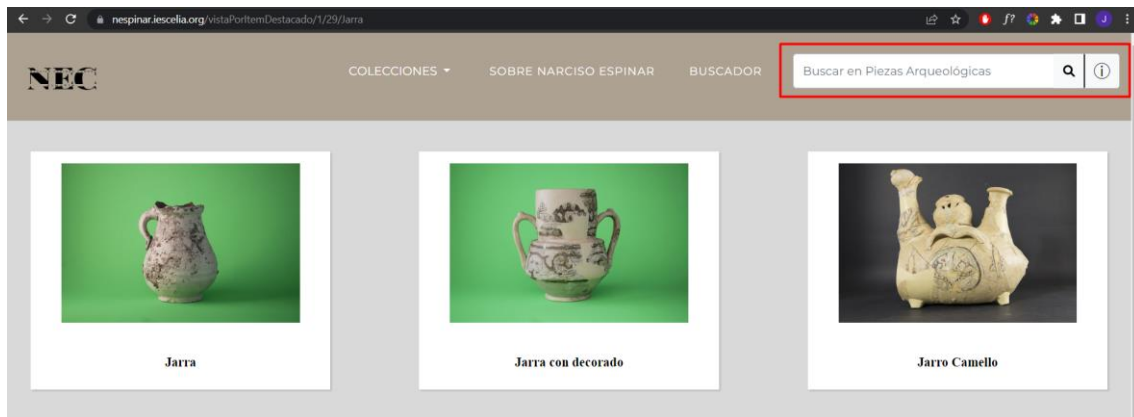 nespinar.iescelia.org/vistaPorItemDestacado/1/29/Jarra
f?
J
NEC
COLECCIONES
SOBRE NARCISO ESPINAR
BUSCADOR
Buscar en Piezas Arqueológicas
i
Jarra
Jarra con decorado
Jarro Camello